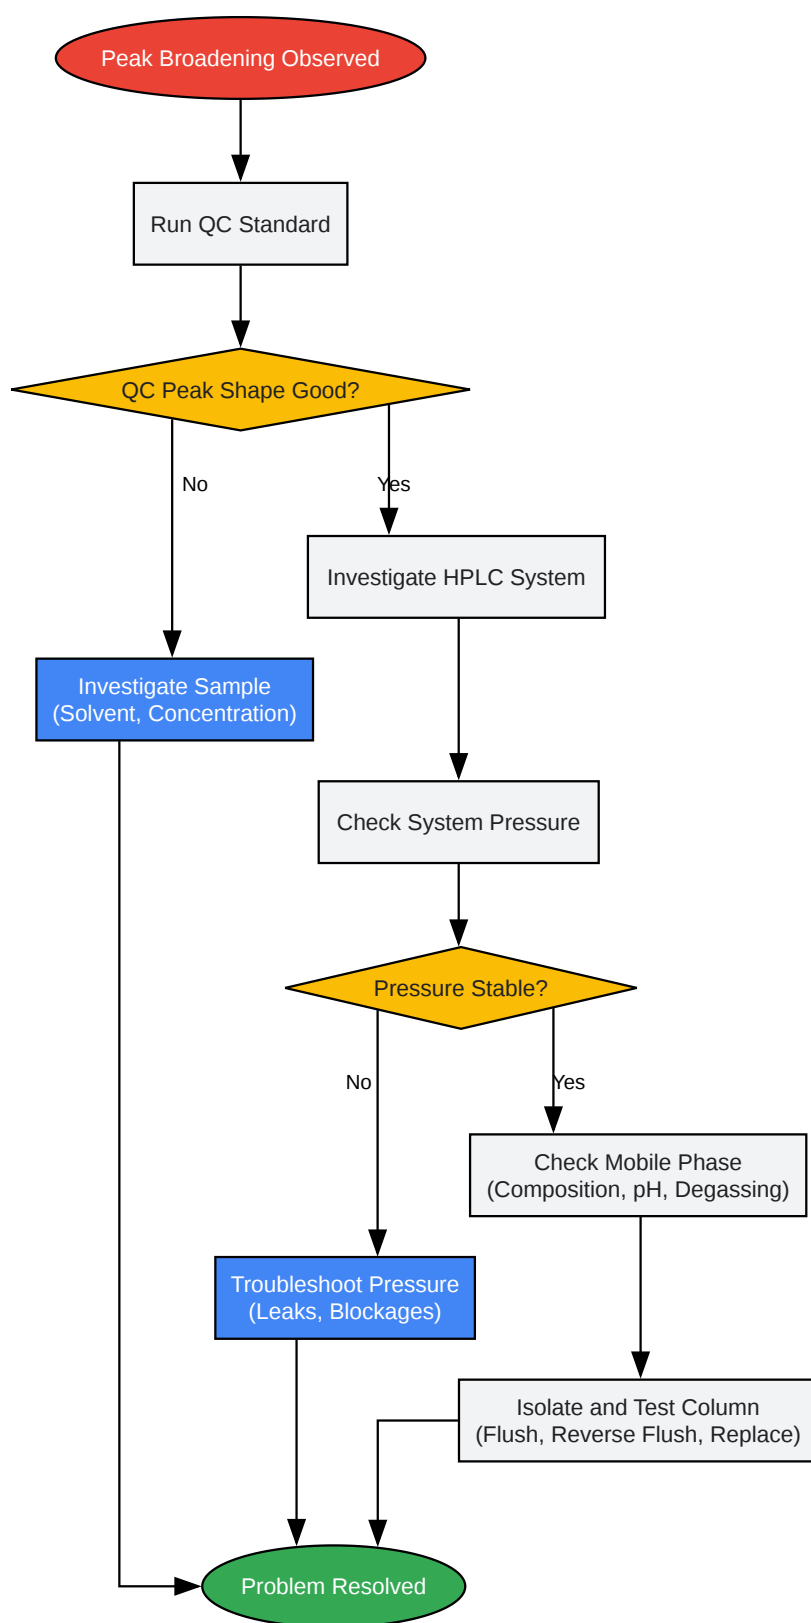 Peak Broadening Observed
Run QC Standard
QC Peak Shape Good?
No
Yes
Investigate HPLC System
Investigate Sample
(Solvent, Concentration)
Check System Pressure
Pressure Stable?
No
Yes
Check Mobile Phase
(Composition, pH, Degassing)
Troubleshoot Pressure
(Leaks, Blockages)
Isolate and Test Column
(Flush, Reverse Flush, Replace)
Problem Resolved